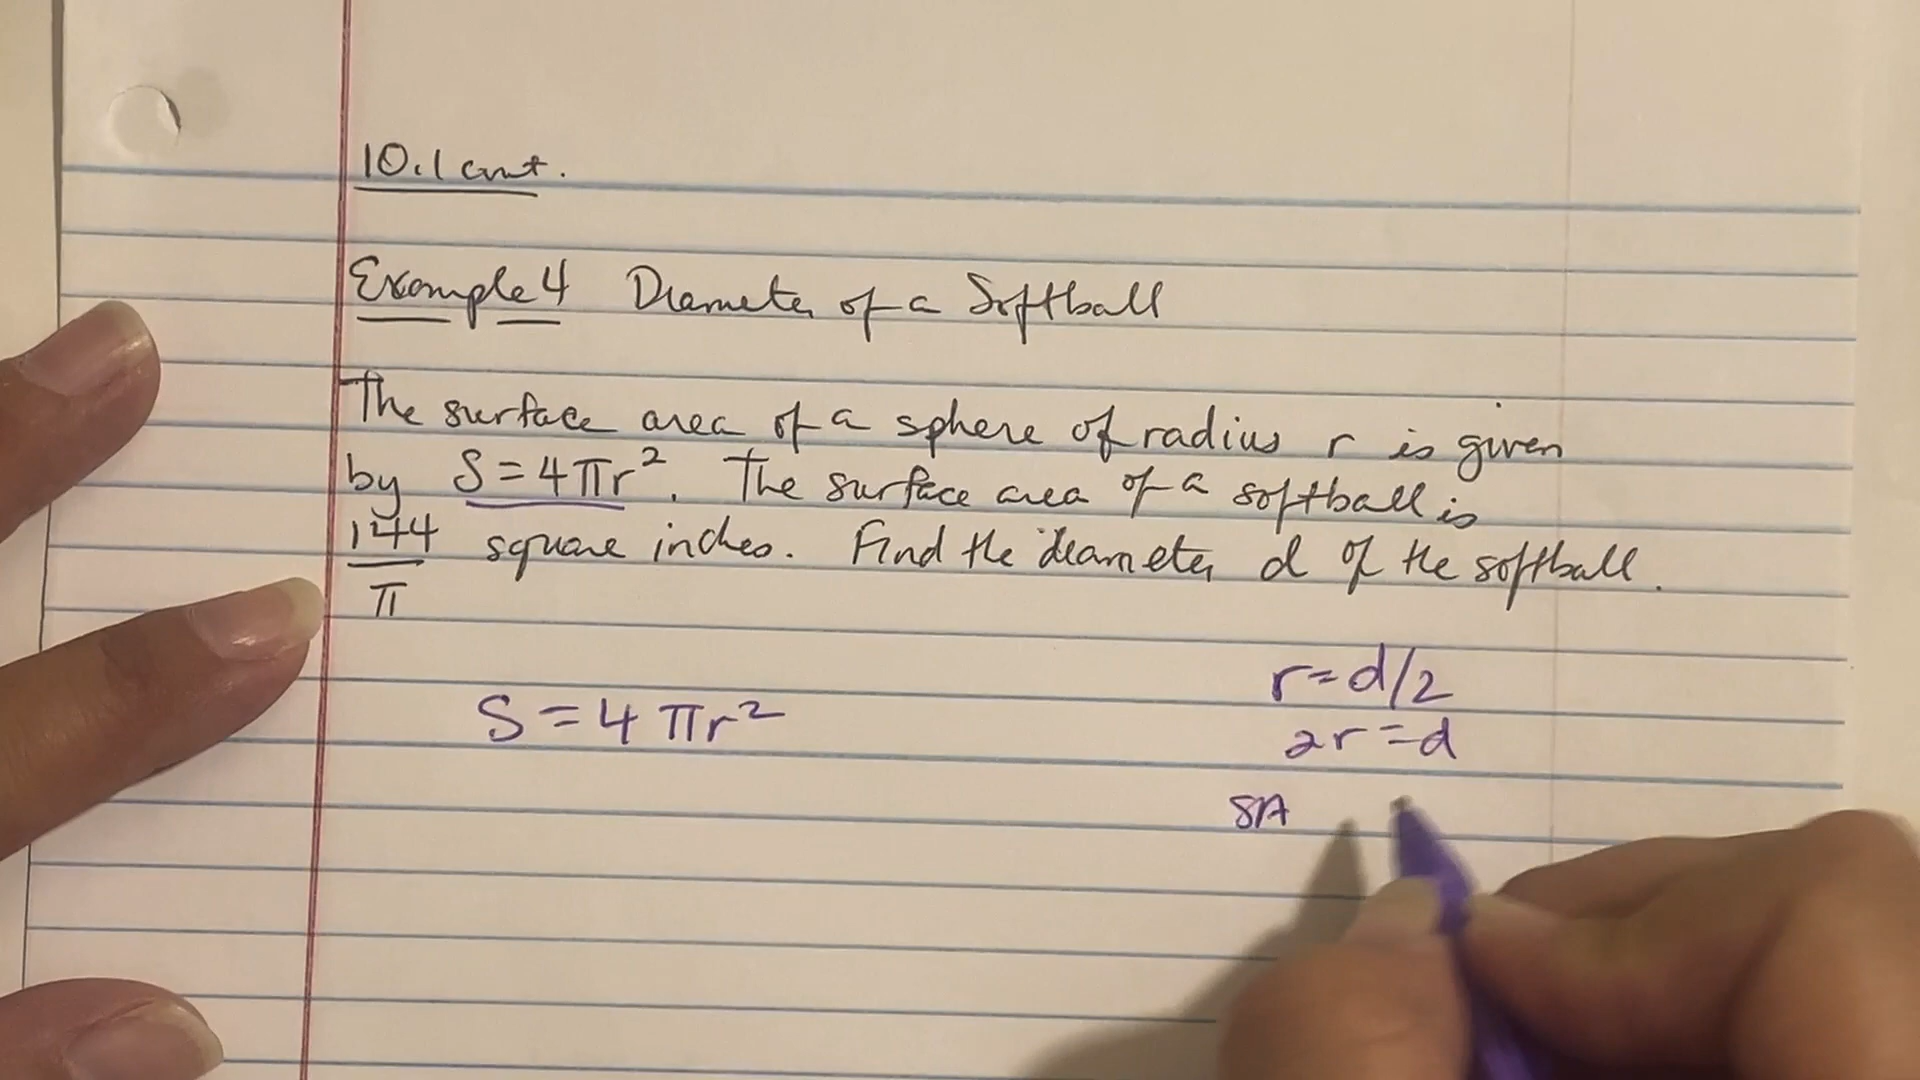 10.1 cont.
Example 4 Diameter of a Softball
The surface area of a sphere of radius r is given
by S = 4πr². The surface area of a softball is
144/π square inches. Find the diameter d of the softball.
r = d/2
S = 4πr²
2r = d
SA